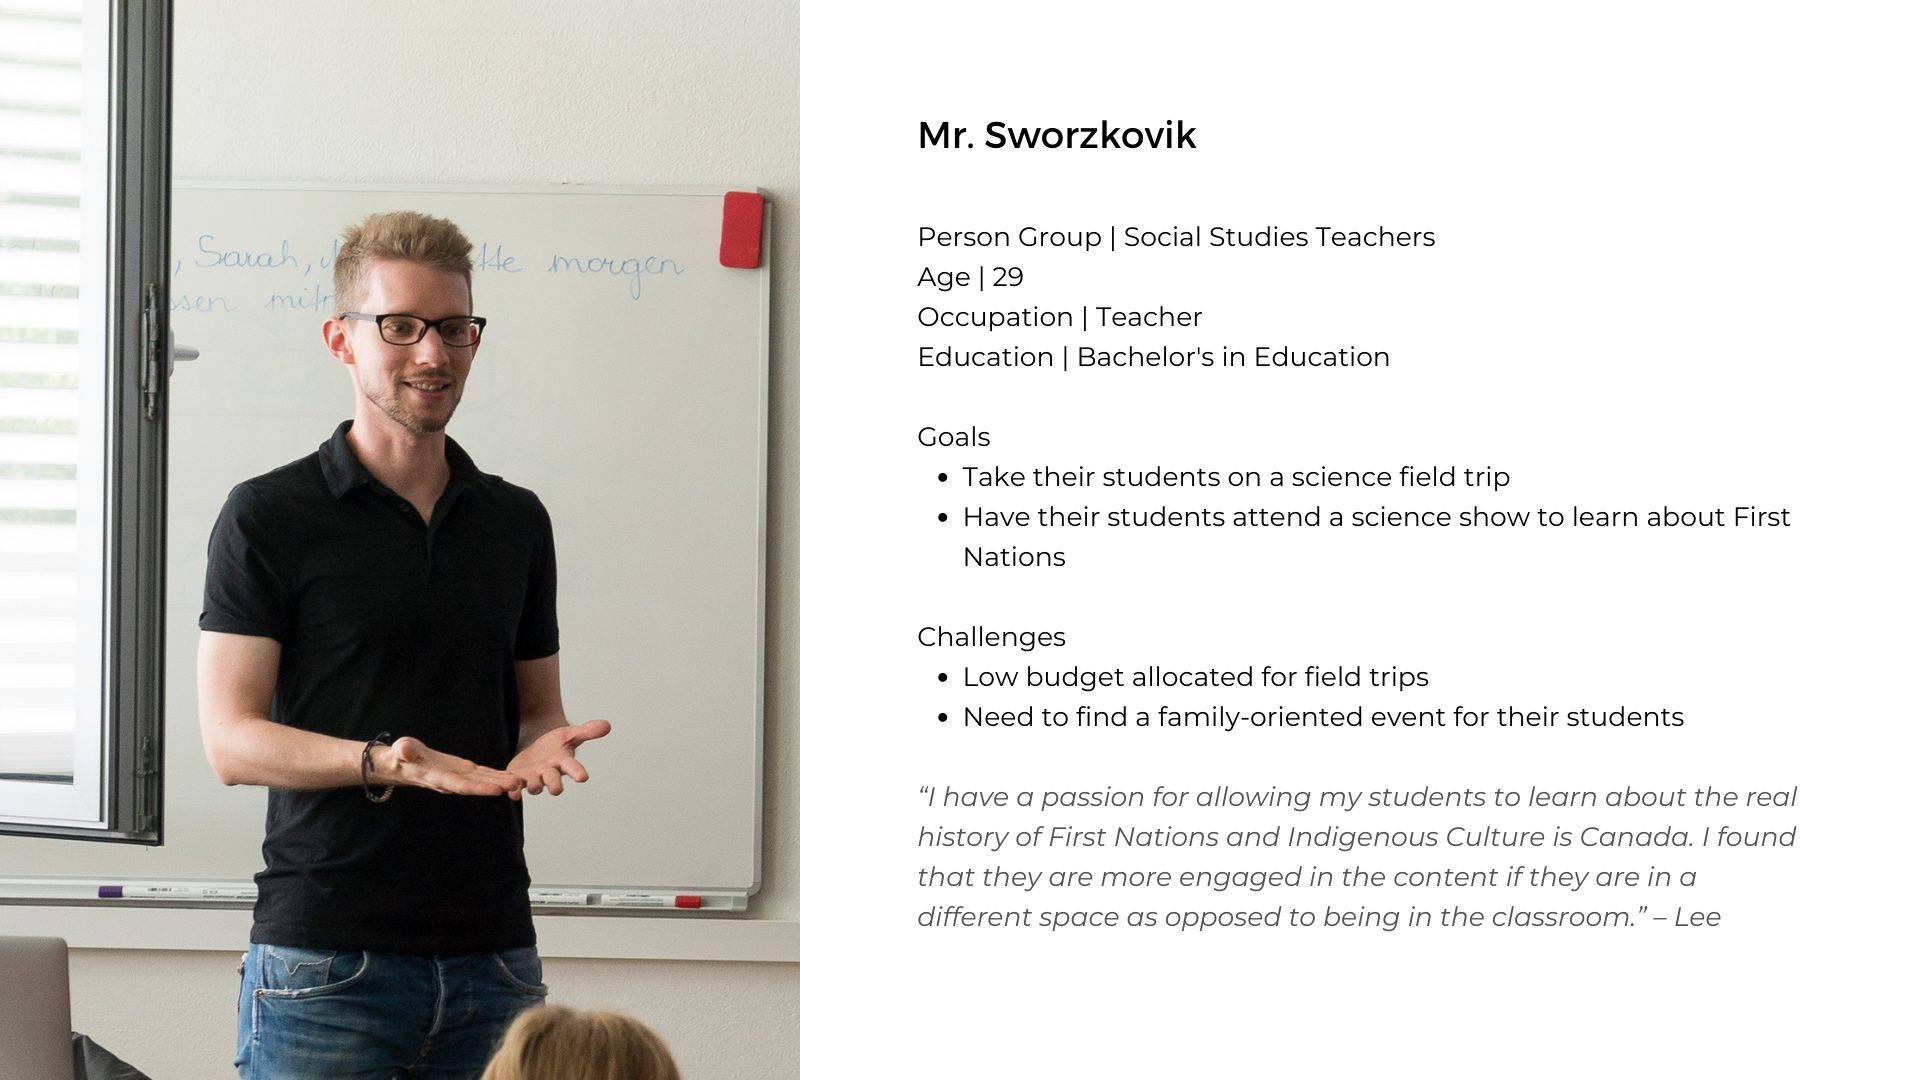 , Sarah,
tte morgen
ssen mitr
Mr. Sworzkovik
Person Group | Social Studies Teachers
Age | 29
Occupation | Teacher
Education | Bachelor's in Education
Goals
• Take their students on a science field trip
• Have their students attend a science show to learn about First
Nations
Challenges
• Low budget allocated for field trips
• Need to find a family-oriented event for their students
“I have a passion for allowing my students to learn about the real
history of First Nations and Indigenous Culture is Canada. I found
that they are more engaged in the content if they are in a
different space as opposed to being in the classroom.” – Lee